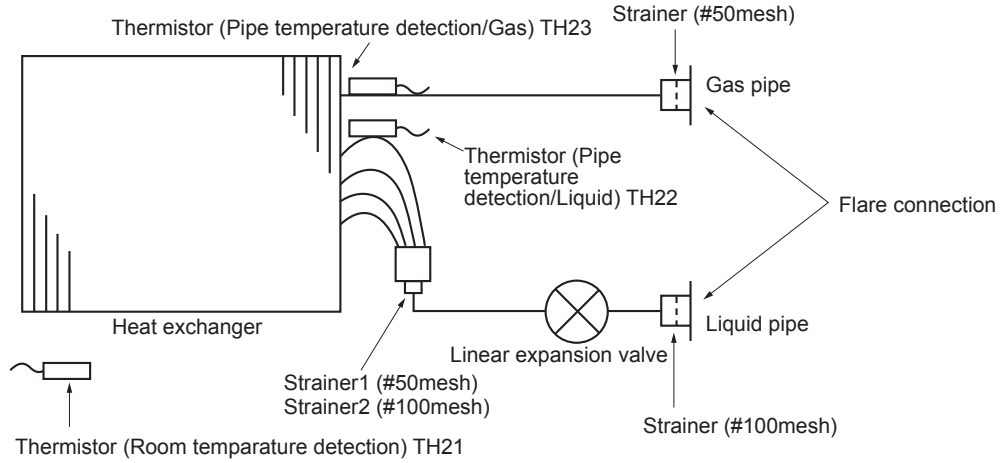 Strainer (#50mesh)
Thermistor (Pipe temperature detection/Gas) TH23
Gas pipe
Thermistor (Pipe
temperature
detection/Liquid) TH22
Flare connection
Heat exchanger
Liquid pipe
Linear expansion valve
Strainer1 (#50mesh)
Strainer2 (#100mesh)
Strainer (#100mesh)
Thermistor (Room temparature detection) TH21